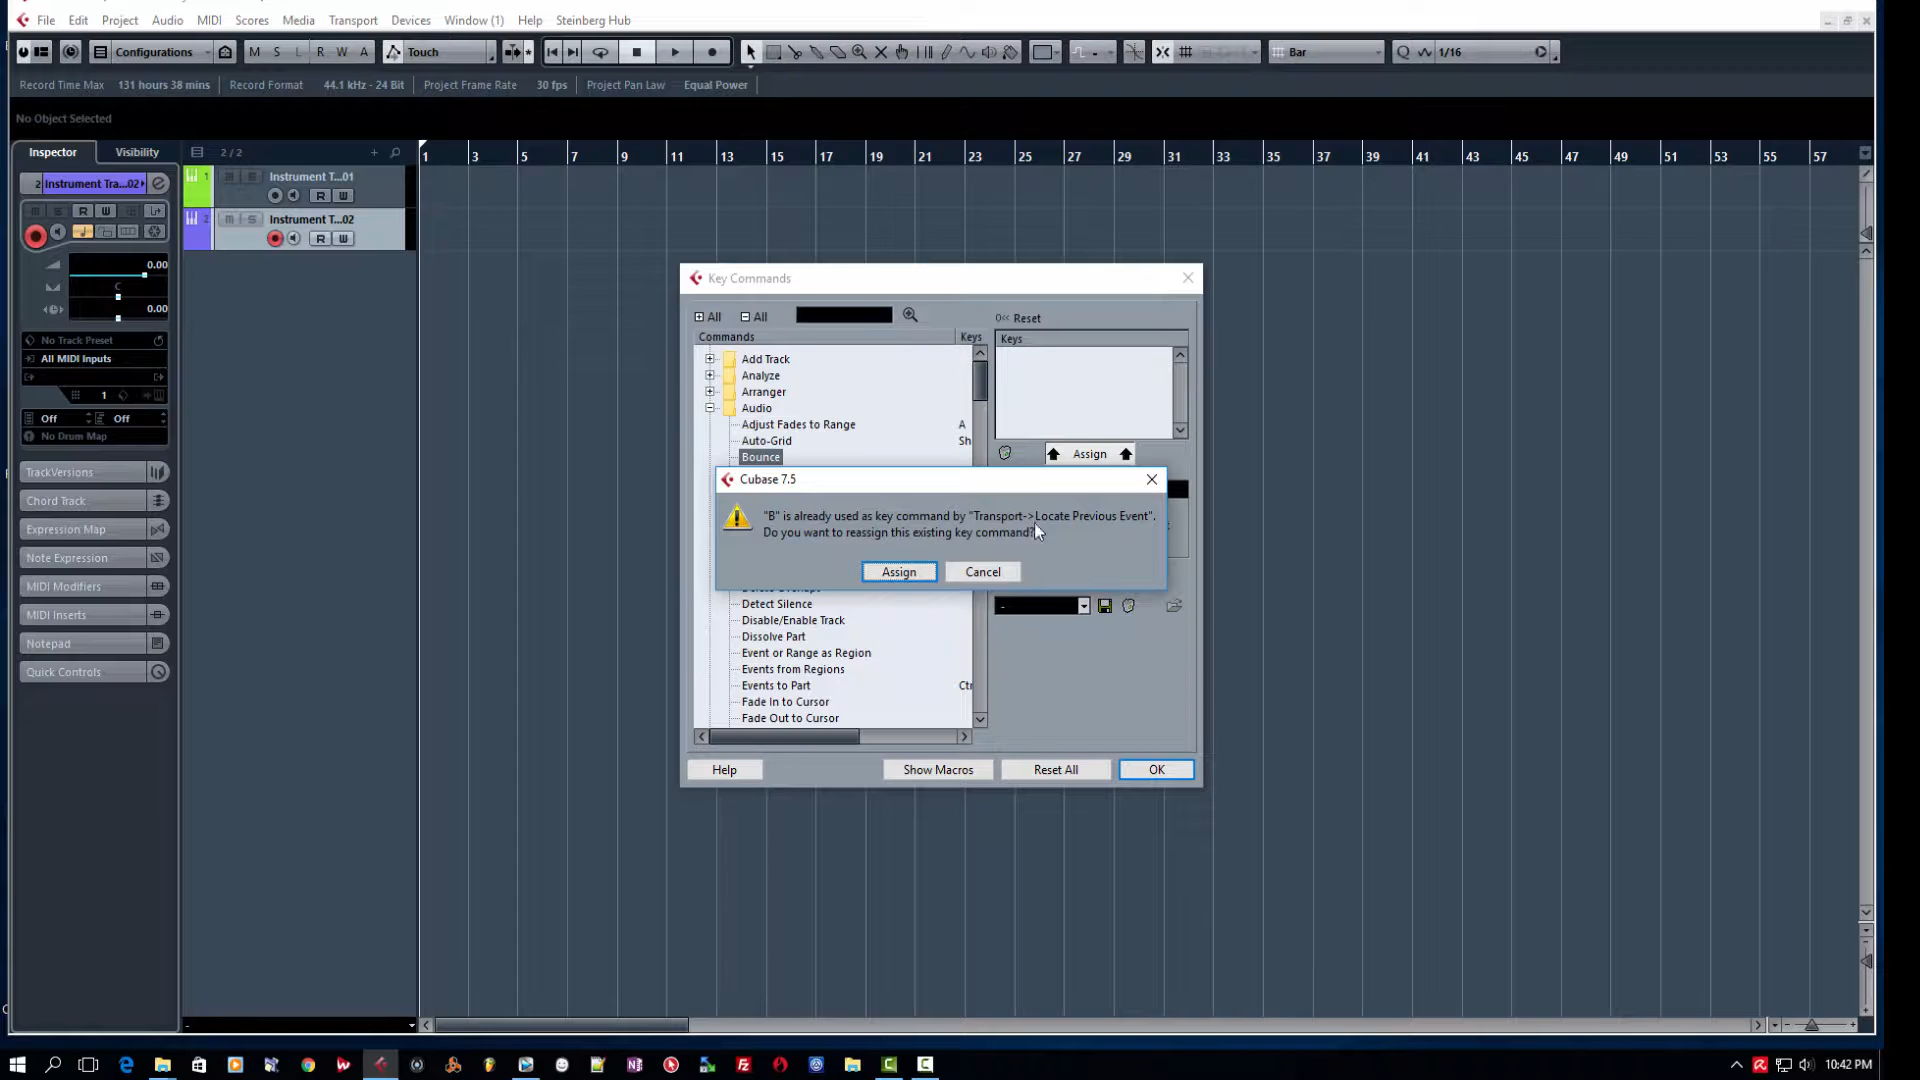 File Edit Project Audio MIDI Scores Media Transport Devices Window (1) Help Steinberg Hub
Configurations M S L R W A Touch Bar Q 1/16
Record Time Max 131 hours 38 mins Record Format 44.1 kHz - 24 Bit Project Frame Rate 30 fps Project Pan Law Equal Power
No Object Selected
Inspector Visibility 2 / 2 1 3 5 7 9 11 13 15 17 19 21 23 25 27 29 31 33 35 37 39 41 43 45 47 49 51 53 55 57
2 Instrument Tra...02
1 Instrument T...01
R W
2 m S Instrument T...02
R W
m S R W
0.00
C
0.00
No Track Preset
All MIDI Inputs
1
Off Off
No Drum Map
TrackVersions
Chord Track
Expression Map
Note Expression
MIDI Modifiers
MIDI Inserts
Notepad
Quick Controls
Key Commands
All All Reset
Commands Keys Keys
Add Track
Analyze
Arranger
Audio
Adjust Fades to Range A
Auto-Grid Sh
Bounce
Assign
Cubase 7.5
"B" is already used as key command by "Transport->Locate Previous Event".
Do you want to reassign this existing key command?
Assign Cancel
Delete Overlaps
Detect Silence
Disable/Enable Track
Dissolve Part
Event or Range as Region
Events from Regions
Events to Part Ctr
Fade In to Cursor
Fade Out to Cursor
-
Help Show Macros Reset All OK
10:42 PM